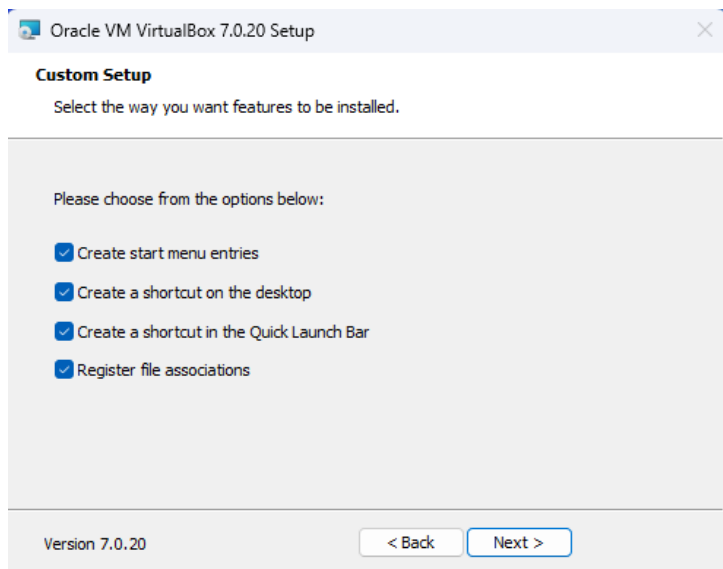 Oracle VM VirtualBox 7.0.20 Setup
Custom Setup
Select the way you want features to be installed.
Please choose from the options below:
Create start menu entries
Create a shortcut on the desktop
Create a shortcut in the Quick Launch Bar
Register file associations
Version 7.0.20
< Back
Next >